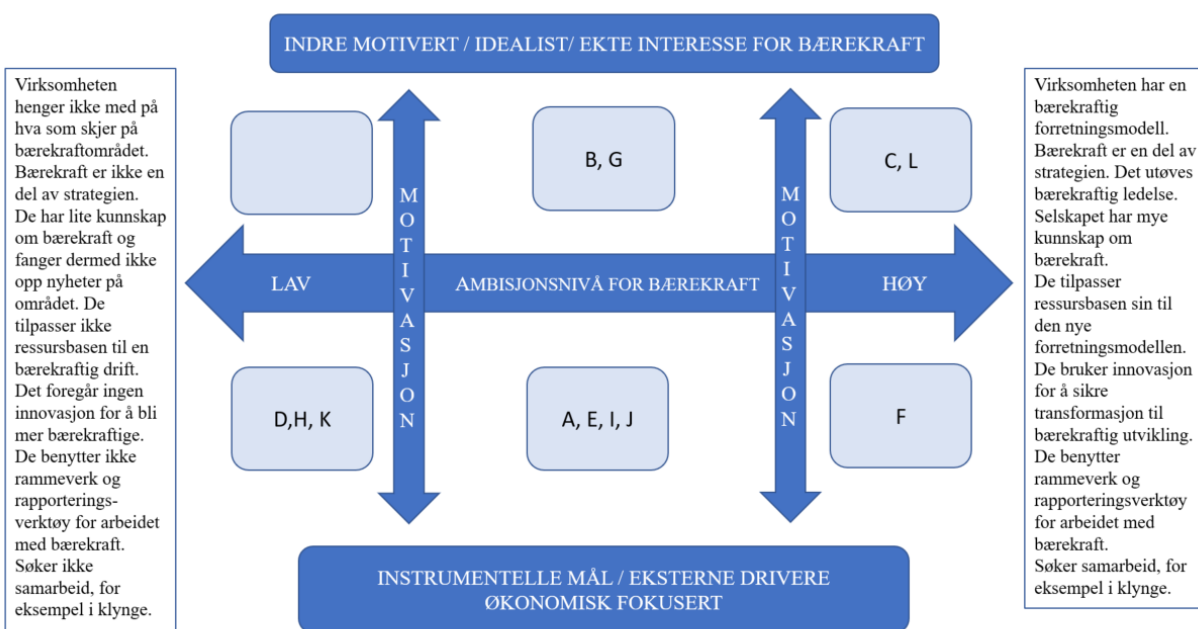 INDRE MOTIVERT / IDEALIST/ EKTE INTERESSE FOR BÆREKRAFT
Virksomheten
henger ikke med på
hva som skjer på
bærekraftområdet.
Bærekraft er ikke en
del av strategien.
De har lite kunnskap
om bærekraft og
fanger dermed ikke
opp nyheter på
området. De
tilpasser ikke
ressursbasen til en
bærekraftig drift.
Det foregår ingen
innovasjon for å bli
mer bærekraftige.
De benytter ikke
rammeverk og
rapporterings-
verktøy for arbeidet
med bærekraft.
Søker ikke
samarbeid, for
eksempel i klynge.
B, G
C, L
MOTIVASJON
MOTIVASJON
LAV
AMBISJONSNIVÅ FOR BÆREKRAFT
HØY
D,H, K
A, E, I, J
F
Virksomheten har en
bærekraftig
forretningsmodell.
Bærekraft er en del av
strategien. Det utøves
bærekraftig ledelse.
Selskapet har mye
kunnskap om
bærekraft.
De tilpasser
ressursbasen sin til
den nye
forretningsmodellen.
De bruker innovasjon
for å sikre
transformasjon til
bærekraftig utvikling.
De benytter
rammeverk og
rapporteringsverktøy
for arbeidet med
bærekraft.
Søker samarbeid, for
eksempel i klynge.
INSTRUMENTELLE MÅL / EKSTERNE DRIVERE
ØKONOMISK FOKUSERT